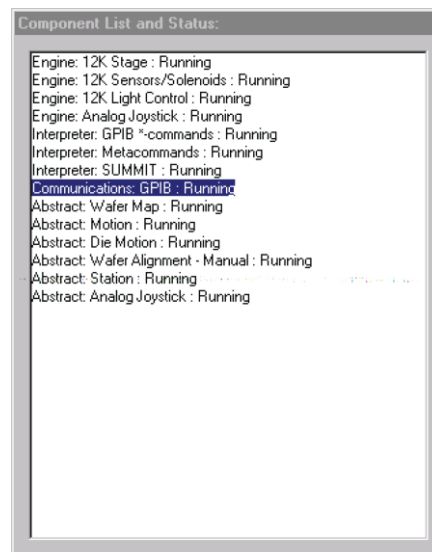 Component List and Status:
Engine: 12K Stage : Running
Engine: 12K Sensors/Solenoids : Running
Engine: 12K Light Control : Running
Engine: Analog Joystick : Running
Interpreter: GPIB *-commands : Running
Interpreter: Metacommands : Running
Interpreter: SUMMIT : Running
Communications: GPIB : Running
Abstract: Wafer Map : Running
Abstract: Motion : Running
Abstract: Die Motion : Running
Abstract: Wafer Alignment - Manual : Running
Abstract: Station : Running
Abstract: Analog Joystick : Running